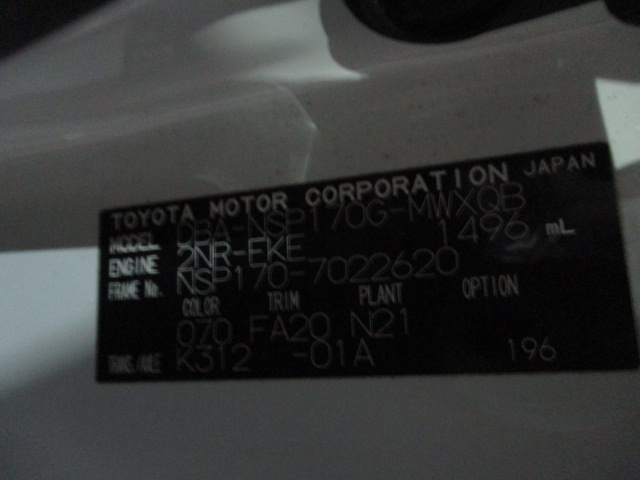 TOYOTA MOTOR CORPORATION JAPAN
MODEL DBA-NSP170G-MWXQB
ENGINE 2NR-FKE 1496 mL
FRAME No. NSP170-7022620
COLOR TRIM PLANT OPTION
070 FA20 N21
TRANS/AXLE K312 -01A 196